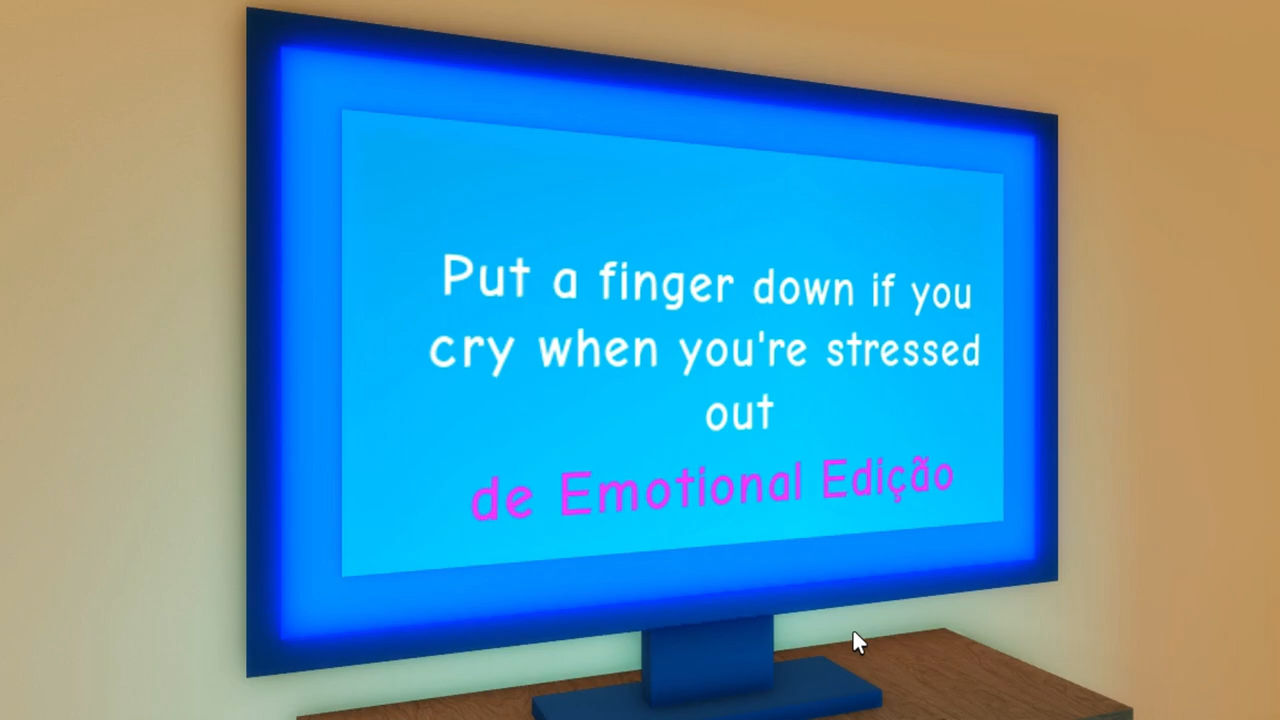 Put a finger down if you
cry when you're stressed
out
de Emotional Edição